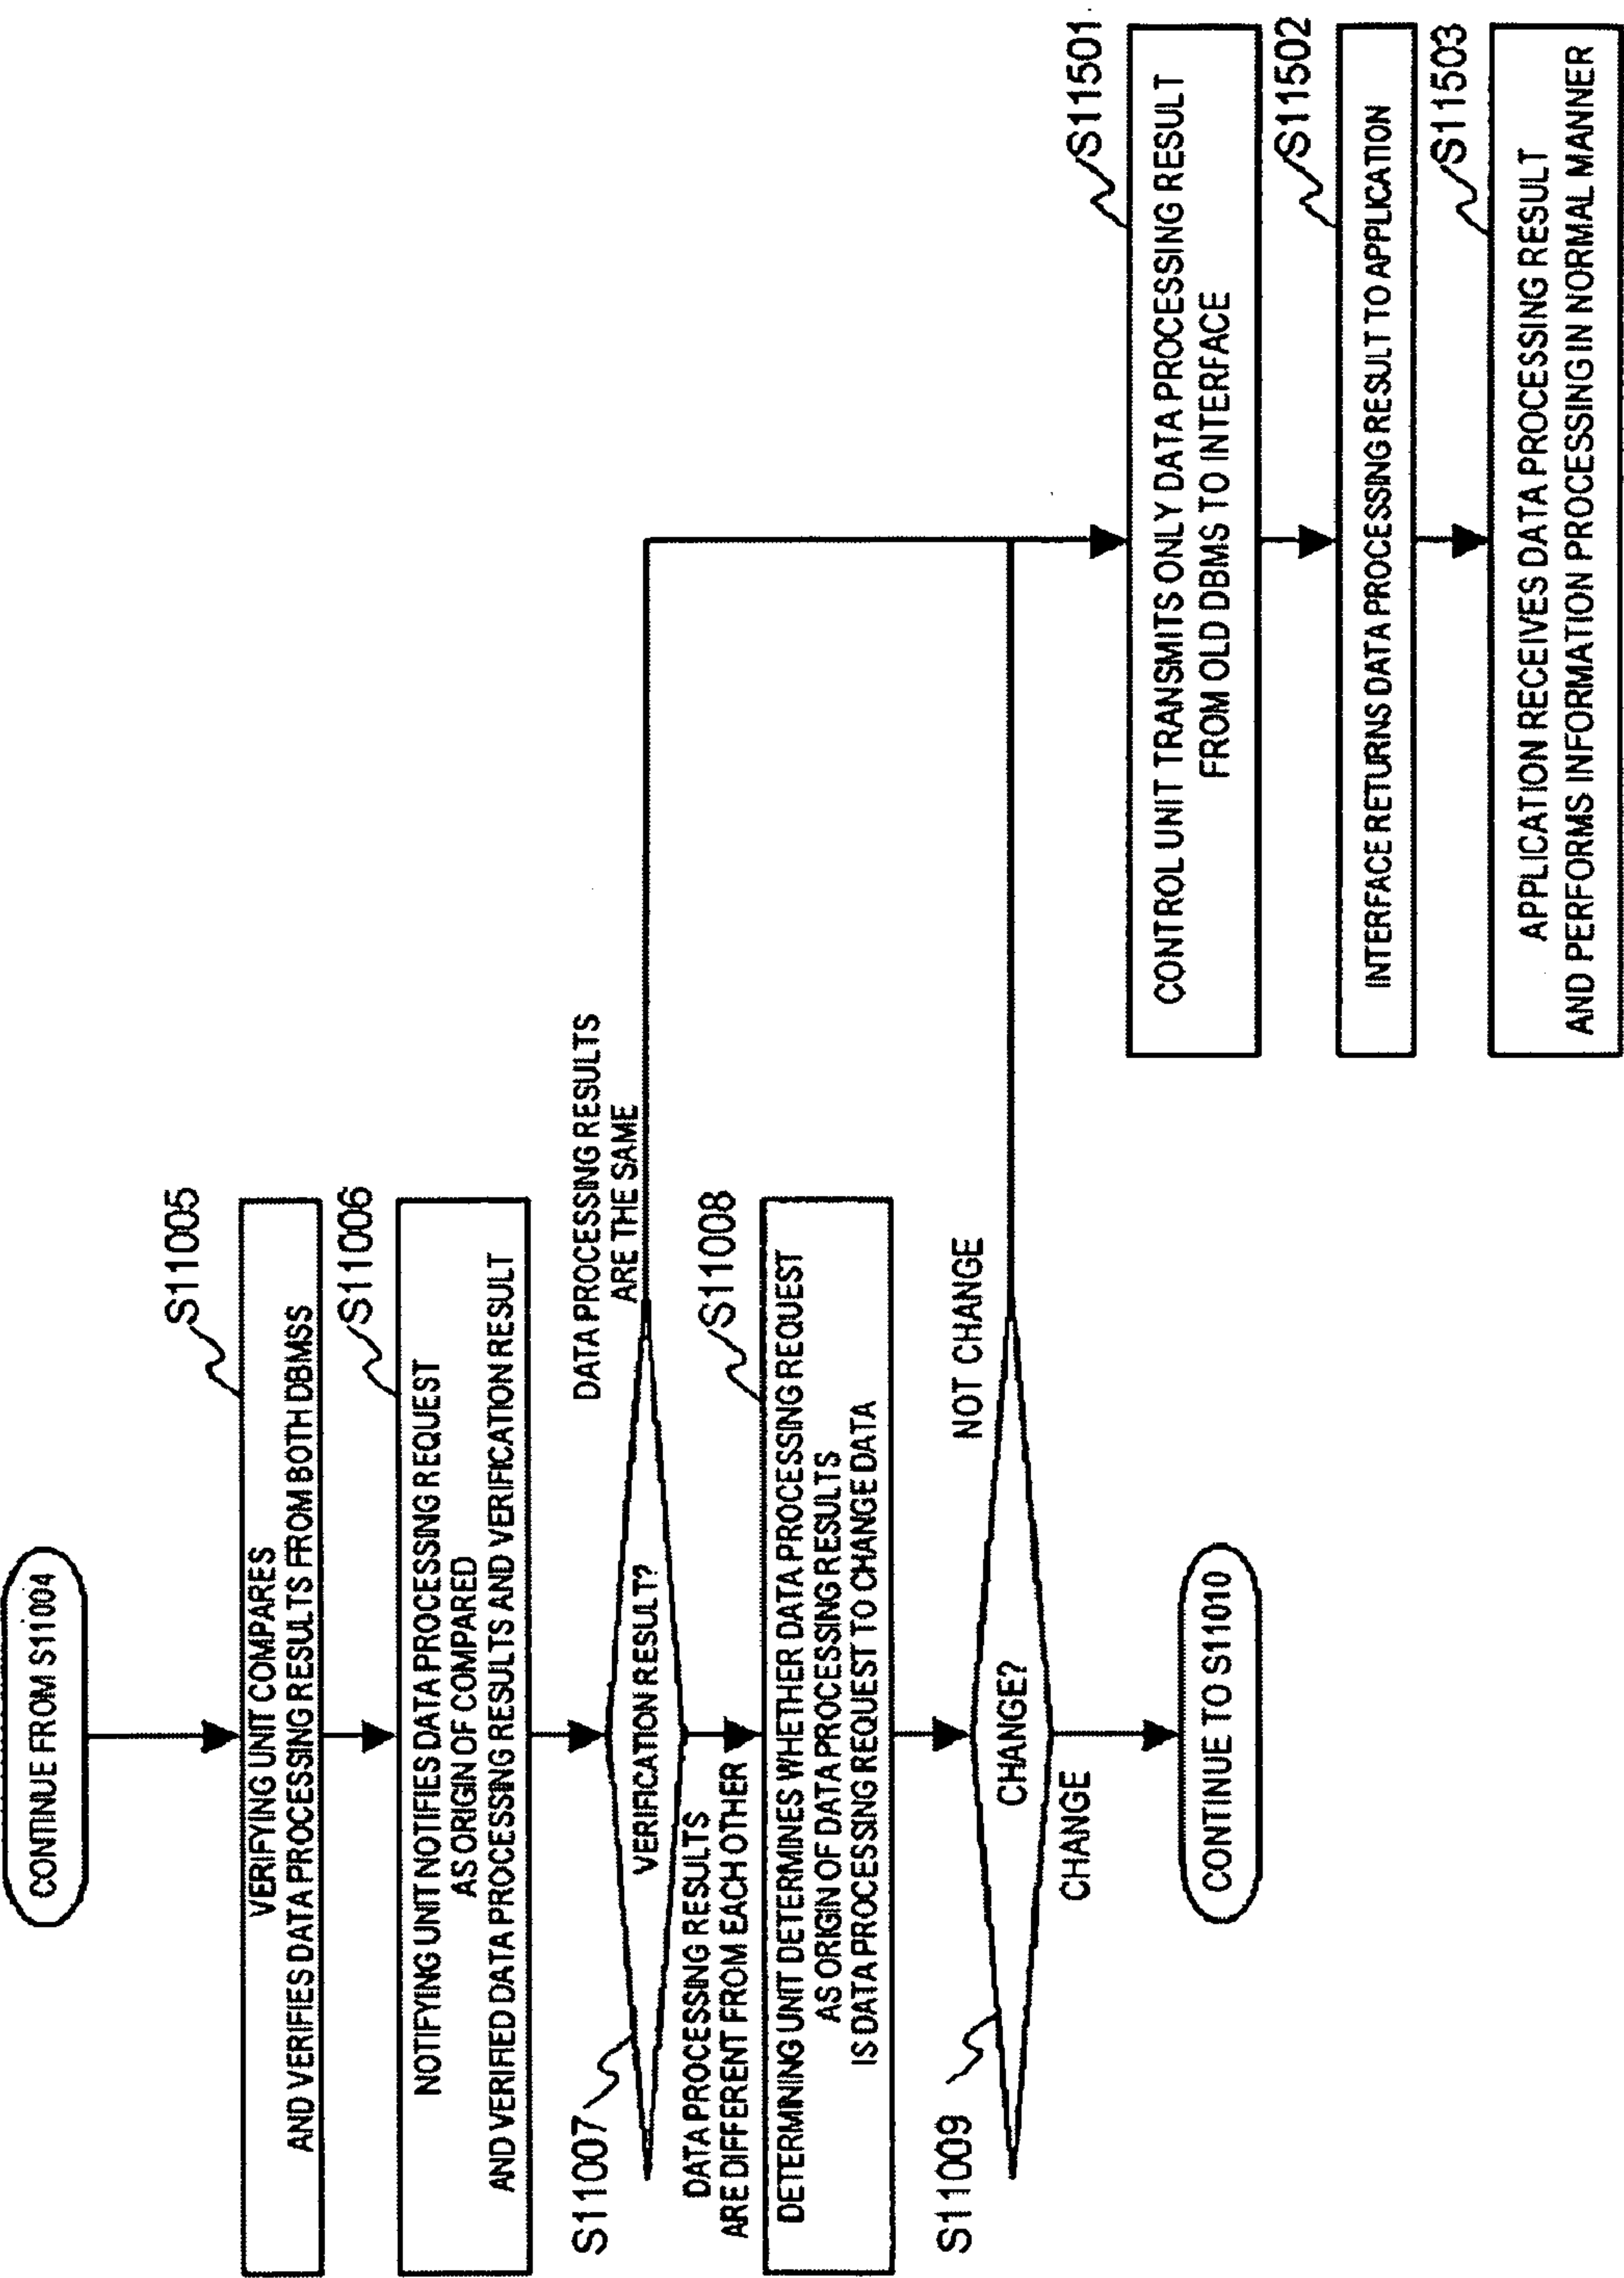 CONTINUE FROM S11004
S11005
VERIFYING UNIT COMPARES
AND VERIFIES DATA PROCESSING RESULTS FROM BOTH DBMSS
S11006
NOTIFYING UNIT NOTIFIES DATA PROCESSING REQUEST
AS ORIGIN OF COMPARED
AND VERIFIED DATA PROCESSING RESULTS AND VERIFICATION RESULT
S11007
VERIFICATION RESULT?
DATA PROCESSING RESULTS
ARE THE SAME
DATA PROCESSING RESULTS
ARE DIFFERENT FROM EACH OTHER
S11008
DETERMINING UNIT DETERMINES WHETHER DATA PROCESSING REQUEST
AS ORIGIN OF DATA PROCESSING RESULTS
IS DATA PROCESSING REQUEST TO CHANGE DATA
S11009
CHANGE?
NOT CHANGE
CHANGE
CONTINUE TO S11010
S11501
CONTROL UNIT TRANSMITS ONLY DATA PROCESSING RESULT
FROM OLD DBMS TO INTERFACE
S11502
INTERFACE RETURNS DATA PROCESSING RESULT TO APPLICATION
S11503
APPLICATION RECEIVES DATA PROCESSING RESULT
AND PERFORMS INFORMATION PROCESSING IN NORMAL MANNER